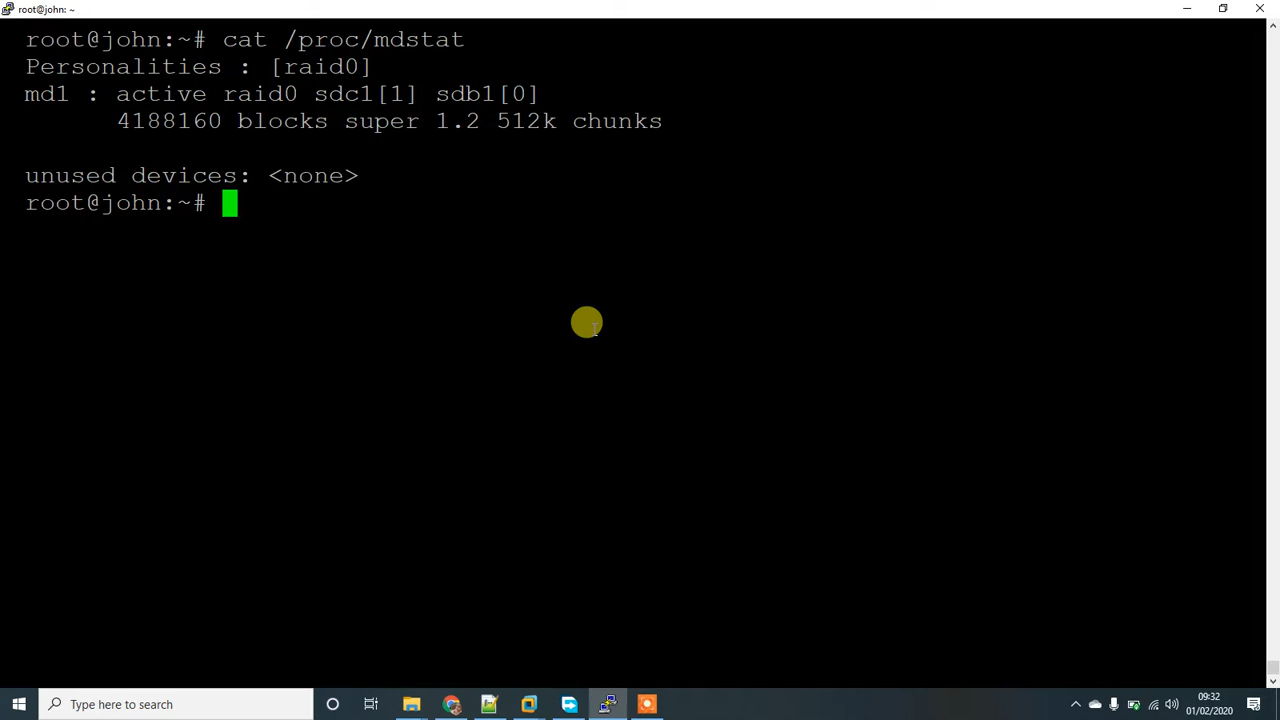 root@john: ~
root@john:~# cat /proc/mdstat
Personalities : [raid0]
md1 : active raid0 sdc1[1] sdb1[0]
      4188160 blocks super 1.2 512k chunks

unused devices: <none>
root@john:~#
Type here to search
09:32
01/02/2020